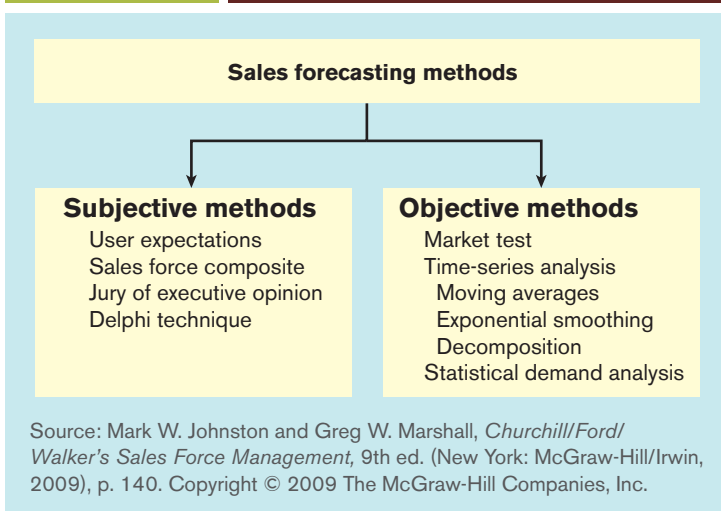 Sales forecasting methods
Subjective methods
User expectations
Sales force composite
Jury of executive opinion
Delphi technique
Objective methods
Market test
Time-series analysis
Moving averages
Exponential smoothing
Decomposition
Statistical demand analysis
Source: Mark W. Johnston and Greg W. Marshall, Churchill/Ford/
Walker's Sales Force Management, 9th ed. (New York: McGraw-Hill/Irwin,
2009), p. 140. Copyright © 2009 The McGraw-Hill Companies, Inc.